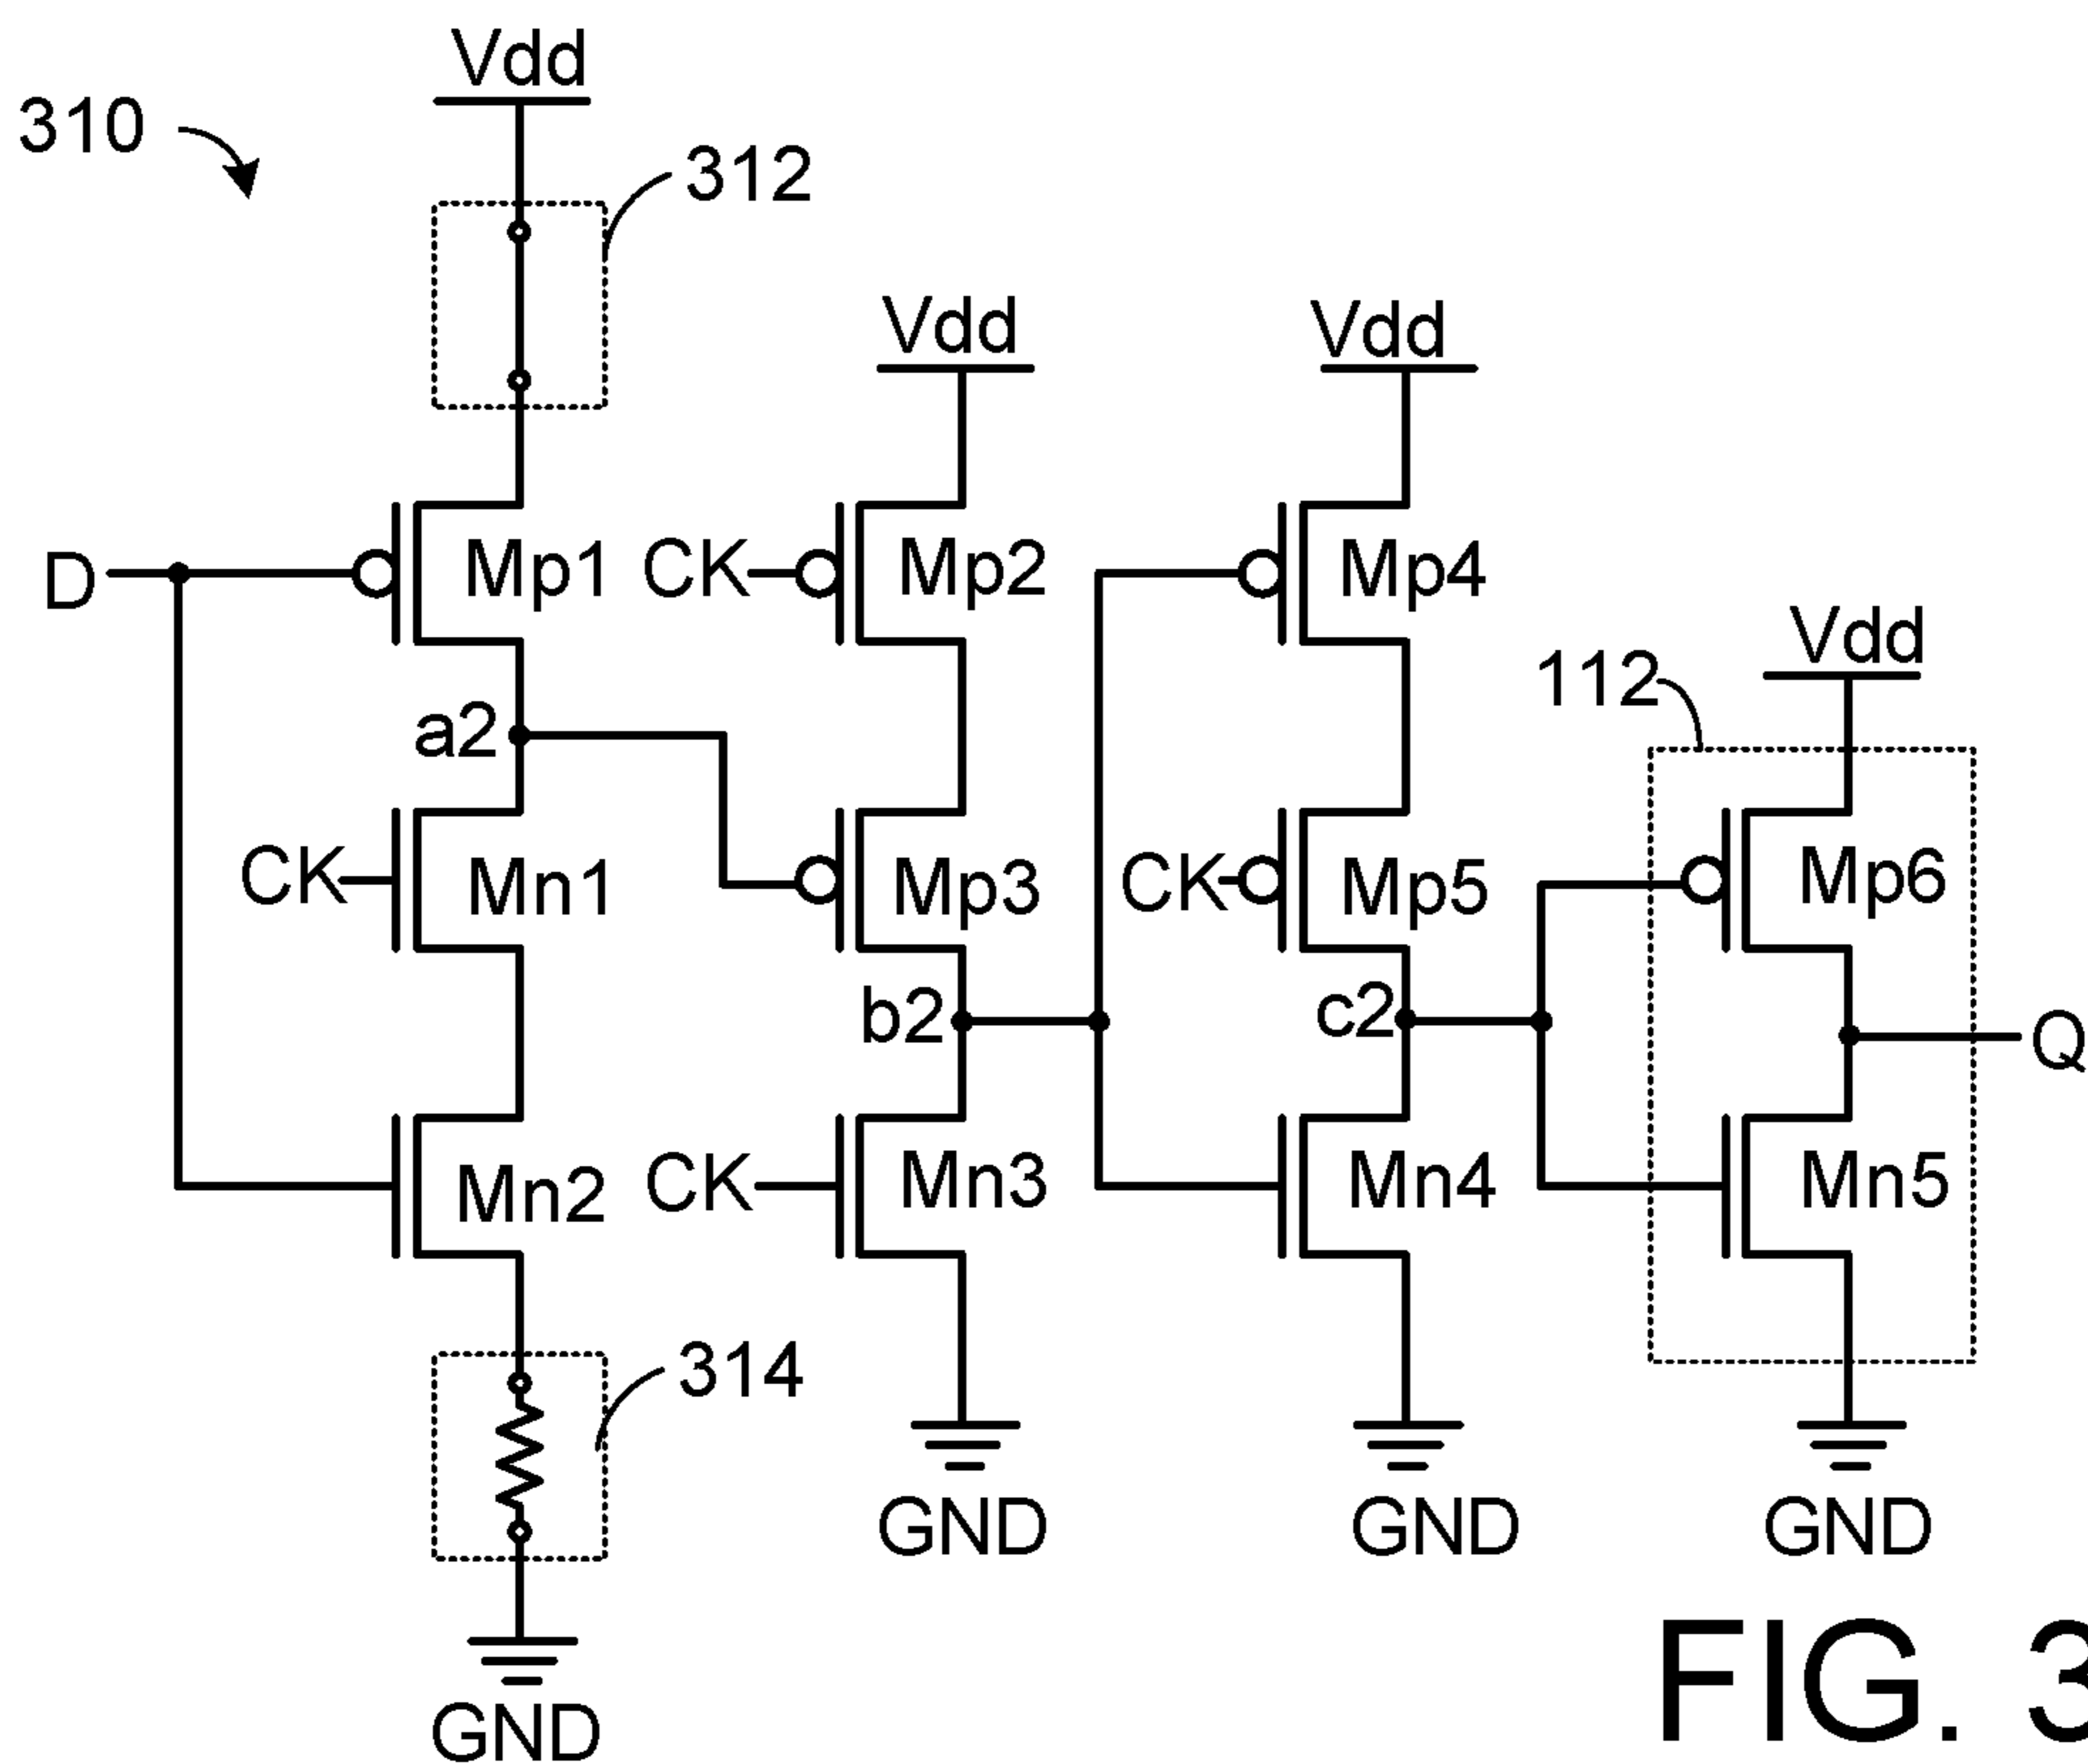 Vdd
310
312
Vdd
Vdd
D
Mp1
CK
Mp2
Mp4
Vdd
112
a2
CK
Mn1
Mp3
CK
Mp5
Mp6
b2
c2
Q
Mn2
CK
Mn3
Mn4
Mn5
314
GND
GND
GND
GND
FIG. 3